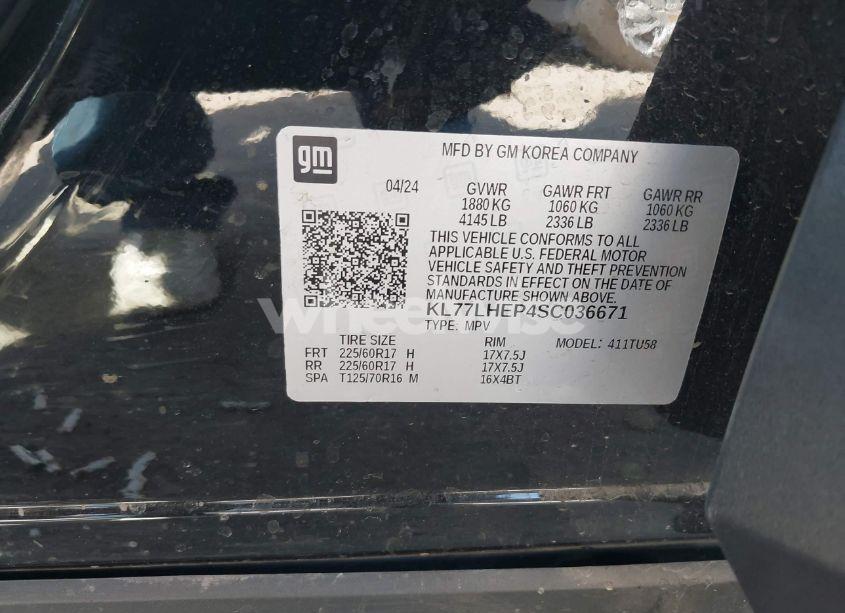 gm
MFD BY GM KOREA COMPANY
04/24
GVWR GAWR FRT GAWR RR
1880 KG 1060 KG 1060 KG
4145 LB 2336 LB 2336 LB
THIS VEHICLE CONFORMS TO ALL
APPLICABLE U.S. FEDERAL MOTOR
VEHICLE SAFETY AND THEFT PREVENTION
STANDARDS IN EFFECT ON THE DATE OF
MANUFACTURE SHOWN ABOVE.
KL77LHEP4SC036671
TYPE: MPV
TIRE SIZE RIM MODEL: 411TU58
FRT 225/60R17 H 17X7.5J
RR 225/60R17 H 17X7.5J
SPA T125/70R16 M 16X4BT